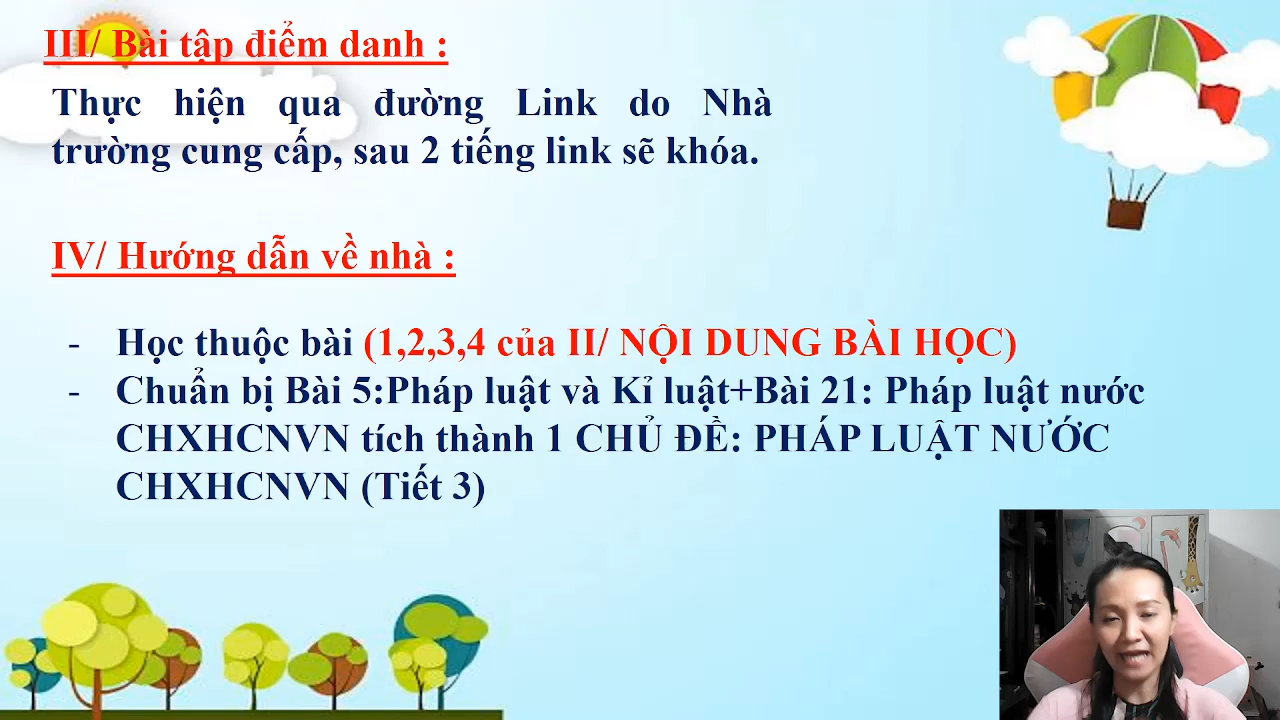 III/ Bài tập điểm danh :
Thực hiện qua đường Link do Nhà
trường cung cấp, sau 2 tiếng link sẽ khóa.
IV/ Hướng dẫn về nhà :
- Học thuộc bài (1,2,3,4 của II/ NỘI DUNG BÀI HỌC)
- Chuẩn bị Bài 5:Pháp luật và Kỉ luật+Bài 21: Pháp luật nước
CHXHCNVN tích thành 1 CHỦ ĐỀ: PHÁP LUẬT NƯỚC
CHXHCNVN (Tiết 3)